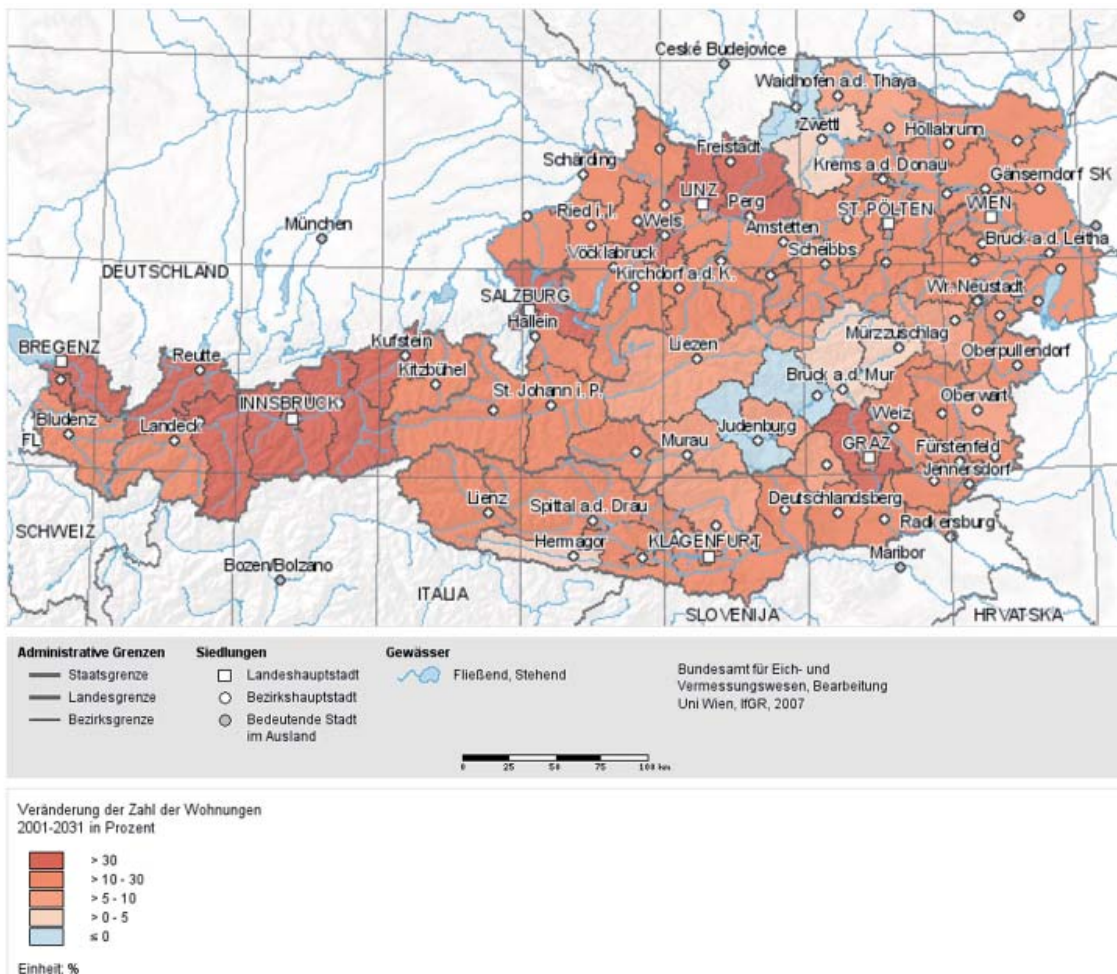 České Budejovice
Waidhofen a.d. Thaya
Zwettl
Hollabrunn
Freistadt
Schärding
Krems a.d. Donau
Gänserndorf SK
LINZ
Ried i. I.
Perg
ST. PÖLTEN
WIEN
Wels
München
Amstetten
Bruck a.d. Leitha
Vöcklabruck
Scheibbs
DEUTSCHLAND
Kirchdorf a.d. K.
SALZBURG
Wr. Neustadt
Hallein
Mürzzuschlag
BREGENZ
Kufstein
Liezen
Oberpullendorf
Reutte
Kitzbühel
Bruck a.d. Mur
St. Johann i. P.
INNSBRUCK
Oberwart
Bludenz
Weiz
Landeck
Judenburg
FL
Murau
GRAZ
Fürstenfeld
Jennersdorf
Lienz
Spittal a.d. Drau
Deutschlandsberg
SCHWEIZ
Radkersburg
Hermagor
KLAGENFURT
Maribor
Bozen/Bolzano
ITALIA
SLOVENIJA
HRVATSKA
Administrative Grenzen
Staatsgrenze
Landesgrenze
Bezirksgrenze
Siedlungen
Landeshauptstadt
Bezirkshauptstadt
Bedeutende Stadt
im Ausland
Gewässer
Fließend, Stehend
Bundesamt für Eich- und
Vermessungswesen, Bearbeitung
Uni Wien, IfGR, 2007
0 25 50 75 100 km
Veränderung der Zahl der Wohnungen
2001-2031 in Prozent
> 30
> 10 - 30
> 5 - 10
> 0 - 5
≤ 0
Einheit: %